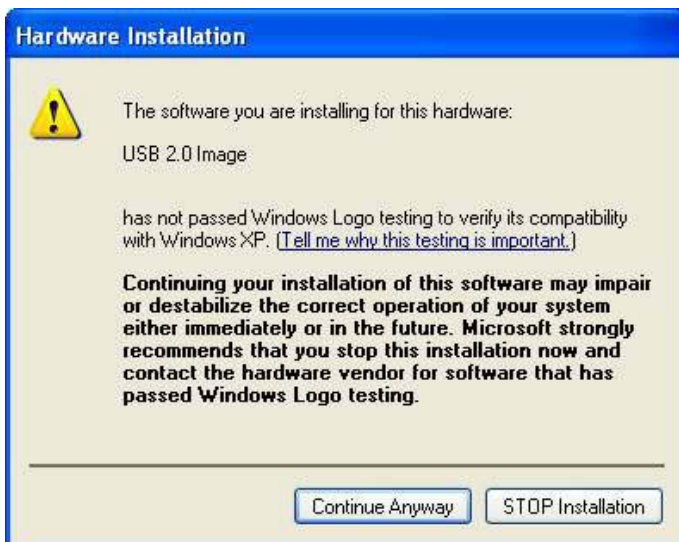 Hardware Installation
The software you are installing for this hardware:
USB 2.0 Image
has not passed Windows Logo testing to verify its compatibility
with Windows XP. (Tell me why this testing is important.)
Continuing your installation of this software may impair
or destabilize the correct operation of your system
either immediately or in the future. Microsoft strongly
recommends that you stop this installation now and
contact the hardware vendor for software that has
passed Windows Logo testing.
Continue Anyway
STOP Installation